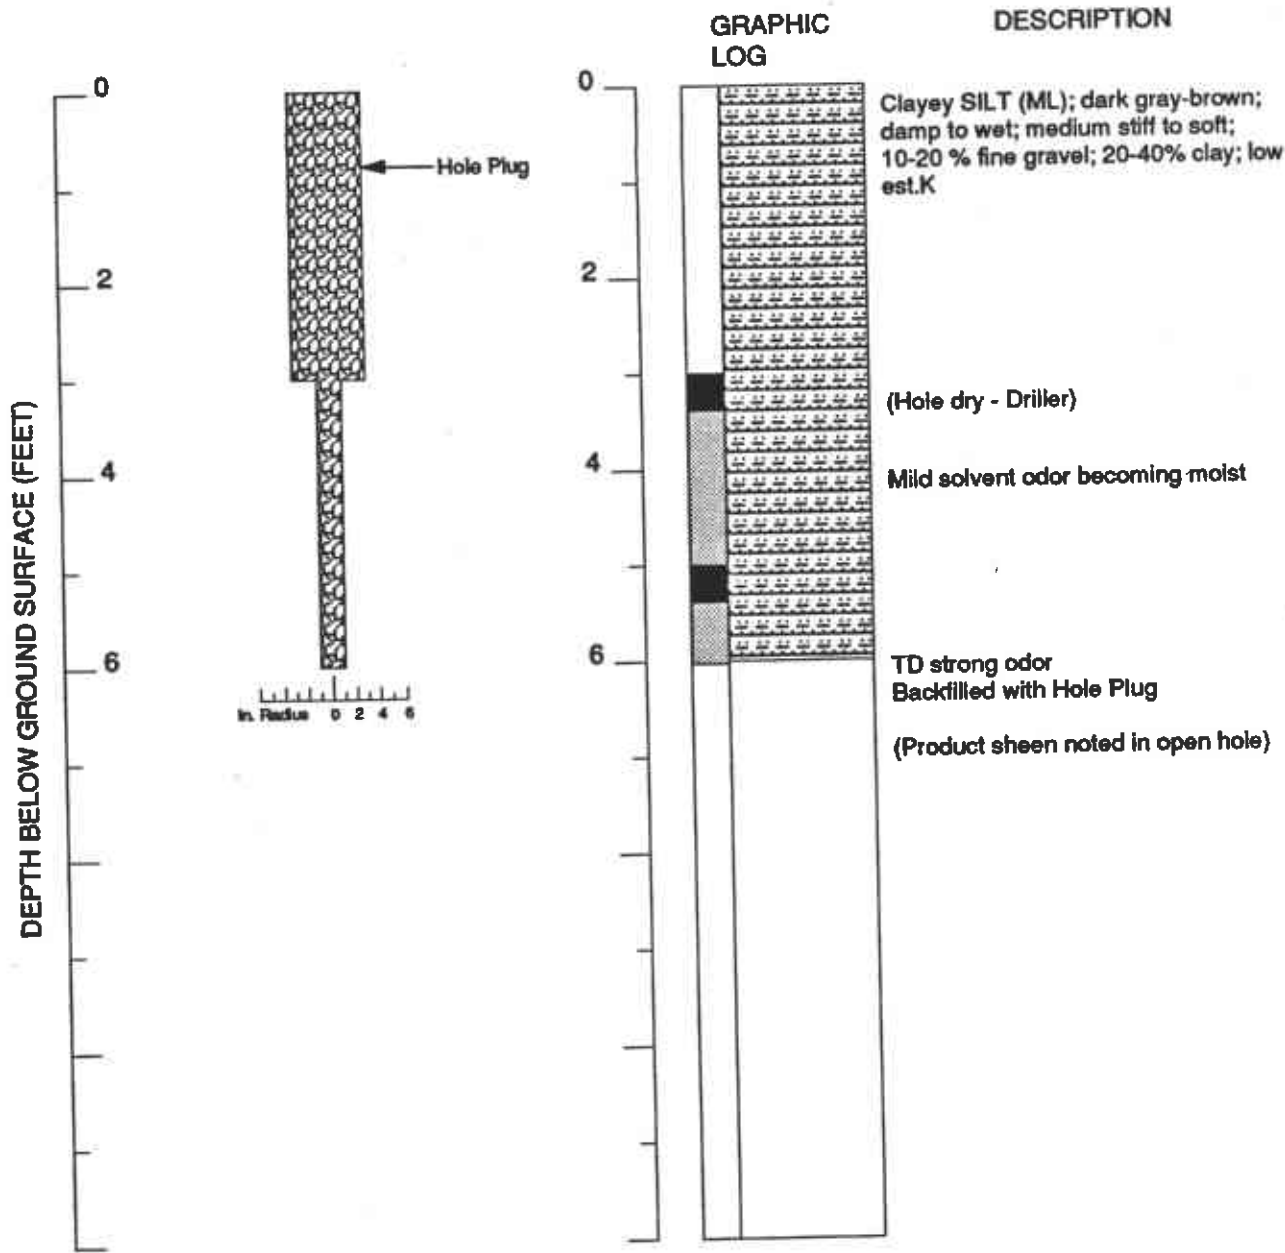 GRAPHIC
LOG
DESCRIPTION
DEPTH BELOW GROUND SURFACE (FEET)
0
2
4
6
Hole Plug
In. Radius 0 2 4 6
0
2
4
6
Clayey SILT (ML); dark gray-brown;
damp to wet; medium stiff to soft;
10-20 % fine gravel; 20-40% clay; low
est.K
(Hole dry - Driller)
Mild solvent odor becoming moist
TD strong odor
Backfilled with Hole Plug
(Product sheen noted in open hole)